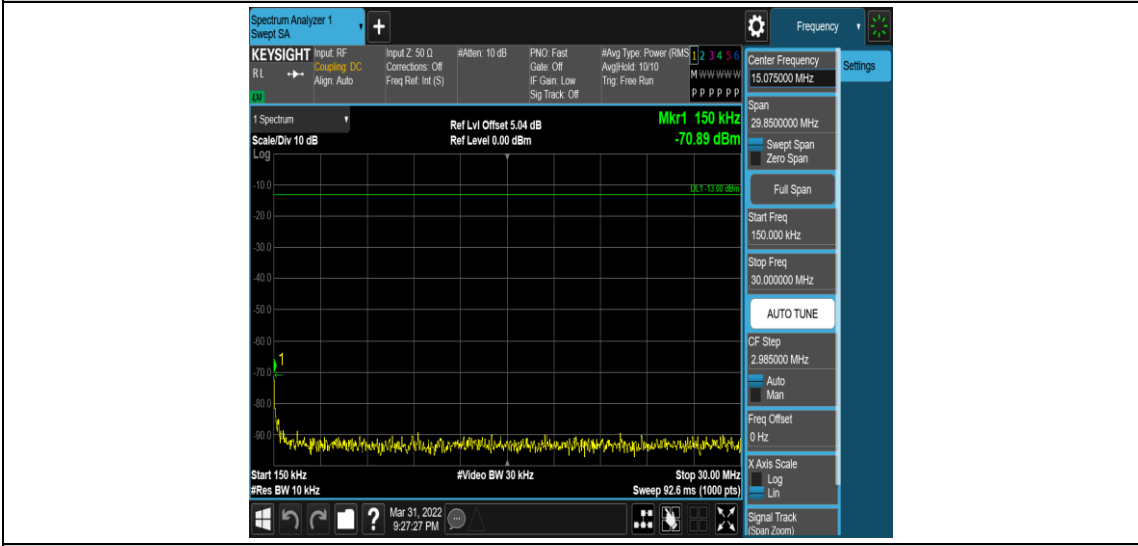 Spectrum Analyzer 1
Swept SA
+
Frequency
KEYSIGHT
RL
Input: RF
Coupling: DC
Align: Auto
Input Z: 50 Ω
Corrections: Off
Freq Ref: Int (S)
#Atten: 10 dB
PNO: Fast
Gate: Off
IF Gain: Low
Sig Track: Off
#Avg Type: Power (RMS
Avg|Hold: 10/10
Trig: Free Run
1 2 3 4 5 6
M W W W W W
P P P P P P
1 Spectrum
Scale/Div 10 dB
Log
Ref Lvl Offset 5.04 dB
Ref Level 0.00 dBm
Mkr1 150 kHz
-70.89 dBm
DL1 -13.00 dBm
-10.0
-20.0
-30.0
-40.0
-50.0
-60.0
1
-70.0
-80.0
-90.0
Start 150 kHz
#Res BW 10 kHz
#Video BW 30 kHz
Stop 30.00 MHz
Sweep 92.6 ms (1000 pts)
?
Mar 31, 2022
9:27:27 PM
Center Frequency
15.075000 MHz
Settings
Span
29.8500000 MHz
Swept Span
Zero Span
Full Span
Start Freq
150.000 kHz
Stop Freq
30.000000 MHz
AUTO TUNE
CF Step
2.985000 MHz
Auto
Man
Freq Offset
0 Hz
X Axis Scale
Log
Lin
Signal Track
(Span Zoom)